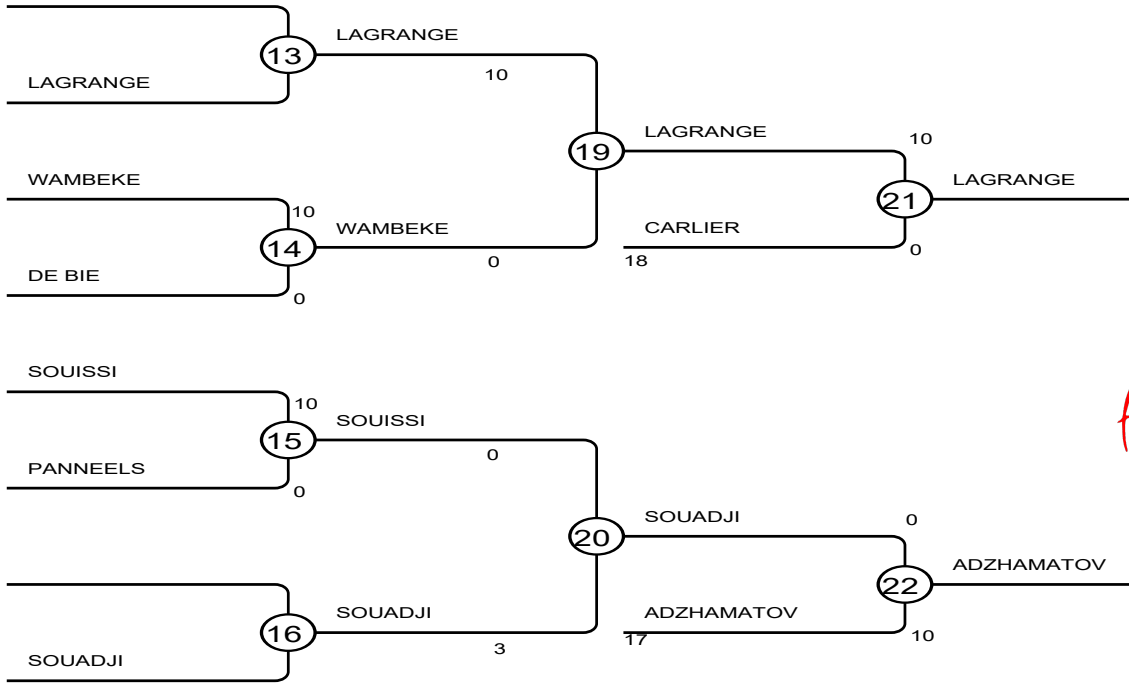 LAGRANGE
13
10
LAGRANGE
LAGRANGE
10
19
WAMBEKE
LAGRANGE
10
21
14
WAMBEKE
CARLIER
0
0
18
DE BIE
0
SOUISSI
10
SOUISSI
15
0
PANNEELS
0
SOUADJI
0
20
ADZHAMATOV
22
SOUADJI
ADZHAMATOV
16
3
17
10
SOUADJI